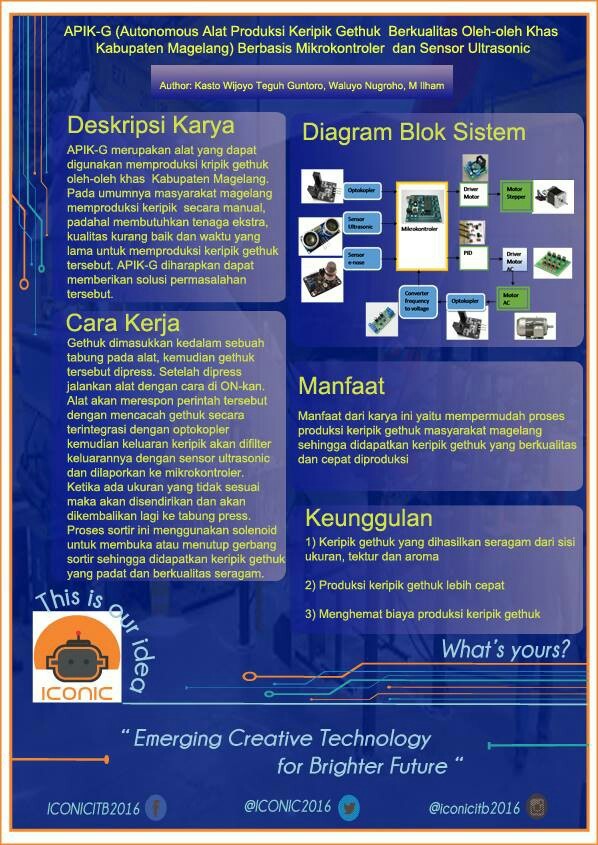 APIK-G (Autonomous Alat Produksi Keripik Gethuk Berkualitas Oleh-oleh Khas
Kabupaten Magelang) Berbasis Mikrokontroler dan Sensor Ultrasonic
Author: Kasto Wijoyo Teguh Guntoro, Waluyo Nugroho, M Ilham
Deskripsi Karya
APIK-G merupakan alat yang dapat
digunakan memproduksi kripik gethuk
oleh-oleh khas Kabupaten Magelang.
Pada umumnya masyarakat magelang
memproduksi keripik secara manual,
padahal membutuhkan tenaga ekstra,
kualitas kurang baik dan waktu yang
lama untuk memproduksi keripik gethuk
tersebut. APIK-G diharapkan dapat
memberikan solusi permasalahan
tersebut.
Cara Kerja
Gethuk dimasukkan kedalam sebuah
tabung pada alat, kemudian gethuk
tersebut dipress. Setelah dipress
jalankan alat dengan cara di ON-kan.
Alat akan merespon perintah tersebut
dengan mencacah gethuk secara
terintegrasi dengan optokopler
kemudian keluaran keripik akan difilter
keluarannya dengan sensor ultrasonic
dan dilaporkan ke mikrokontroler.
Ketika ada ukuran yang tidak sesuai
maka akan disendirikan dan akan
dikembalikan lagi ke tabung press.
Proses sortir ini menggunakan solenoid
untuk membuka atau menutup gerbang
sortir sehingga didapatkan keripik gethuk
yang padat dan berkualitas seragam.
Diagram Blok Sistem
Optokopler
Sensor
Ultrasonic
Sensor
e-nose
Mikrokontroler
Driver
Motor
Motor
Stepper
PID
Driver
Motor
AC
Converter
frequency
to voltage
Optokopler
Motor
AC
Manfaat
Manfaat dari karya ini yaitu mempermudah proses
produksi keripik gethuk masyarakat magelang
sehingga didapatkan keripik gethuk yang berkualitas
dan cepat diproduksi
Keunggulan
1) Keripik gethuk yang dihasilkan seragam dari sisi
ukuran, tektur dan aroma
2) Produksi keripik gethuk lebih cepat
3) Menghemat biaya produksi keripik gethuk
This is our idea
ICONIC
What's yours?
“ Emerging Creative Technology
for Brighter Future “
ICONICITB2016
@ICONIC2016
@iconicitb2016